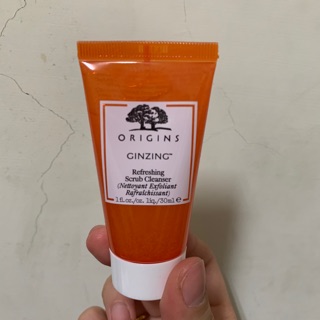 ORIGINS
GINZING™
Refreshing
Scrub Cleanser
(Nettoyant Exfoliant
Rafraîchissant)
1 fl.oz./oz. liq./30ml e